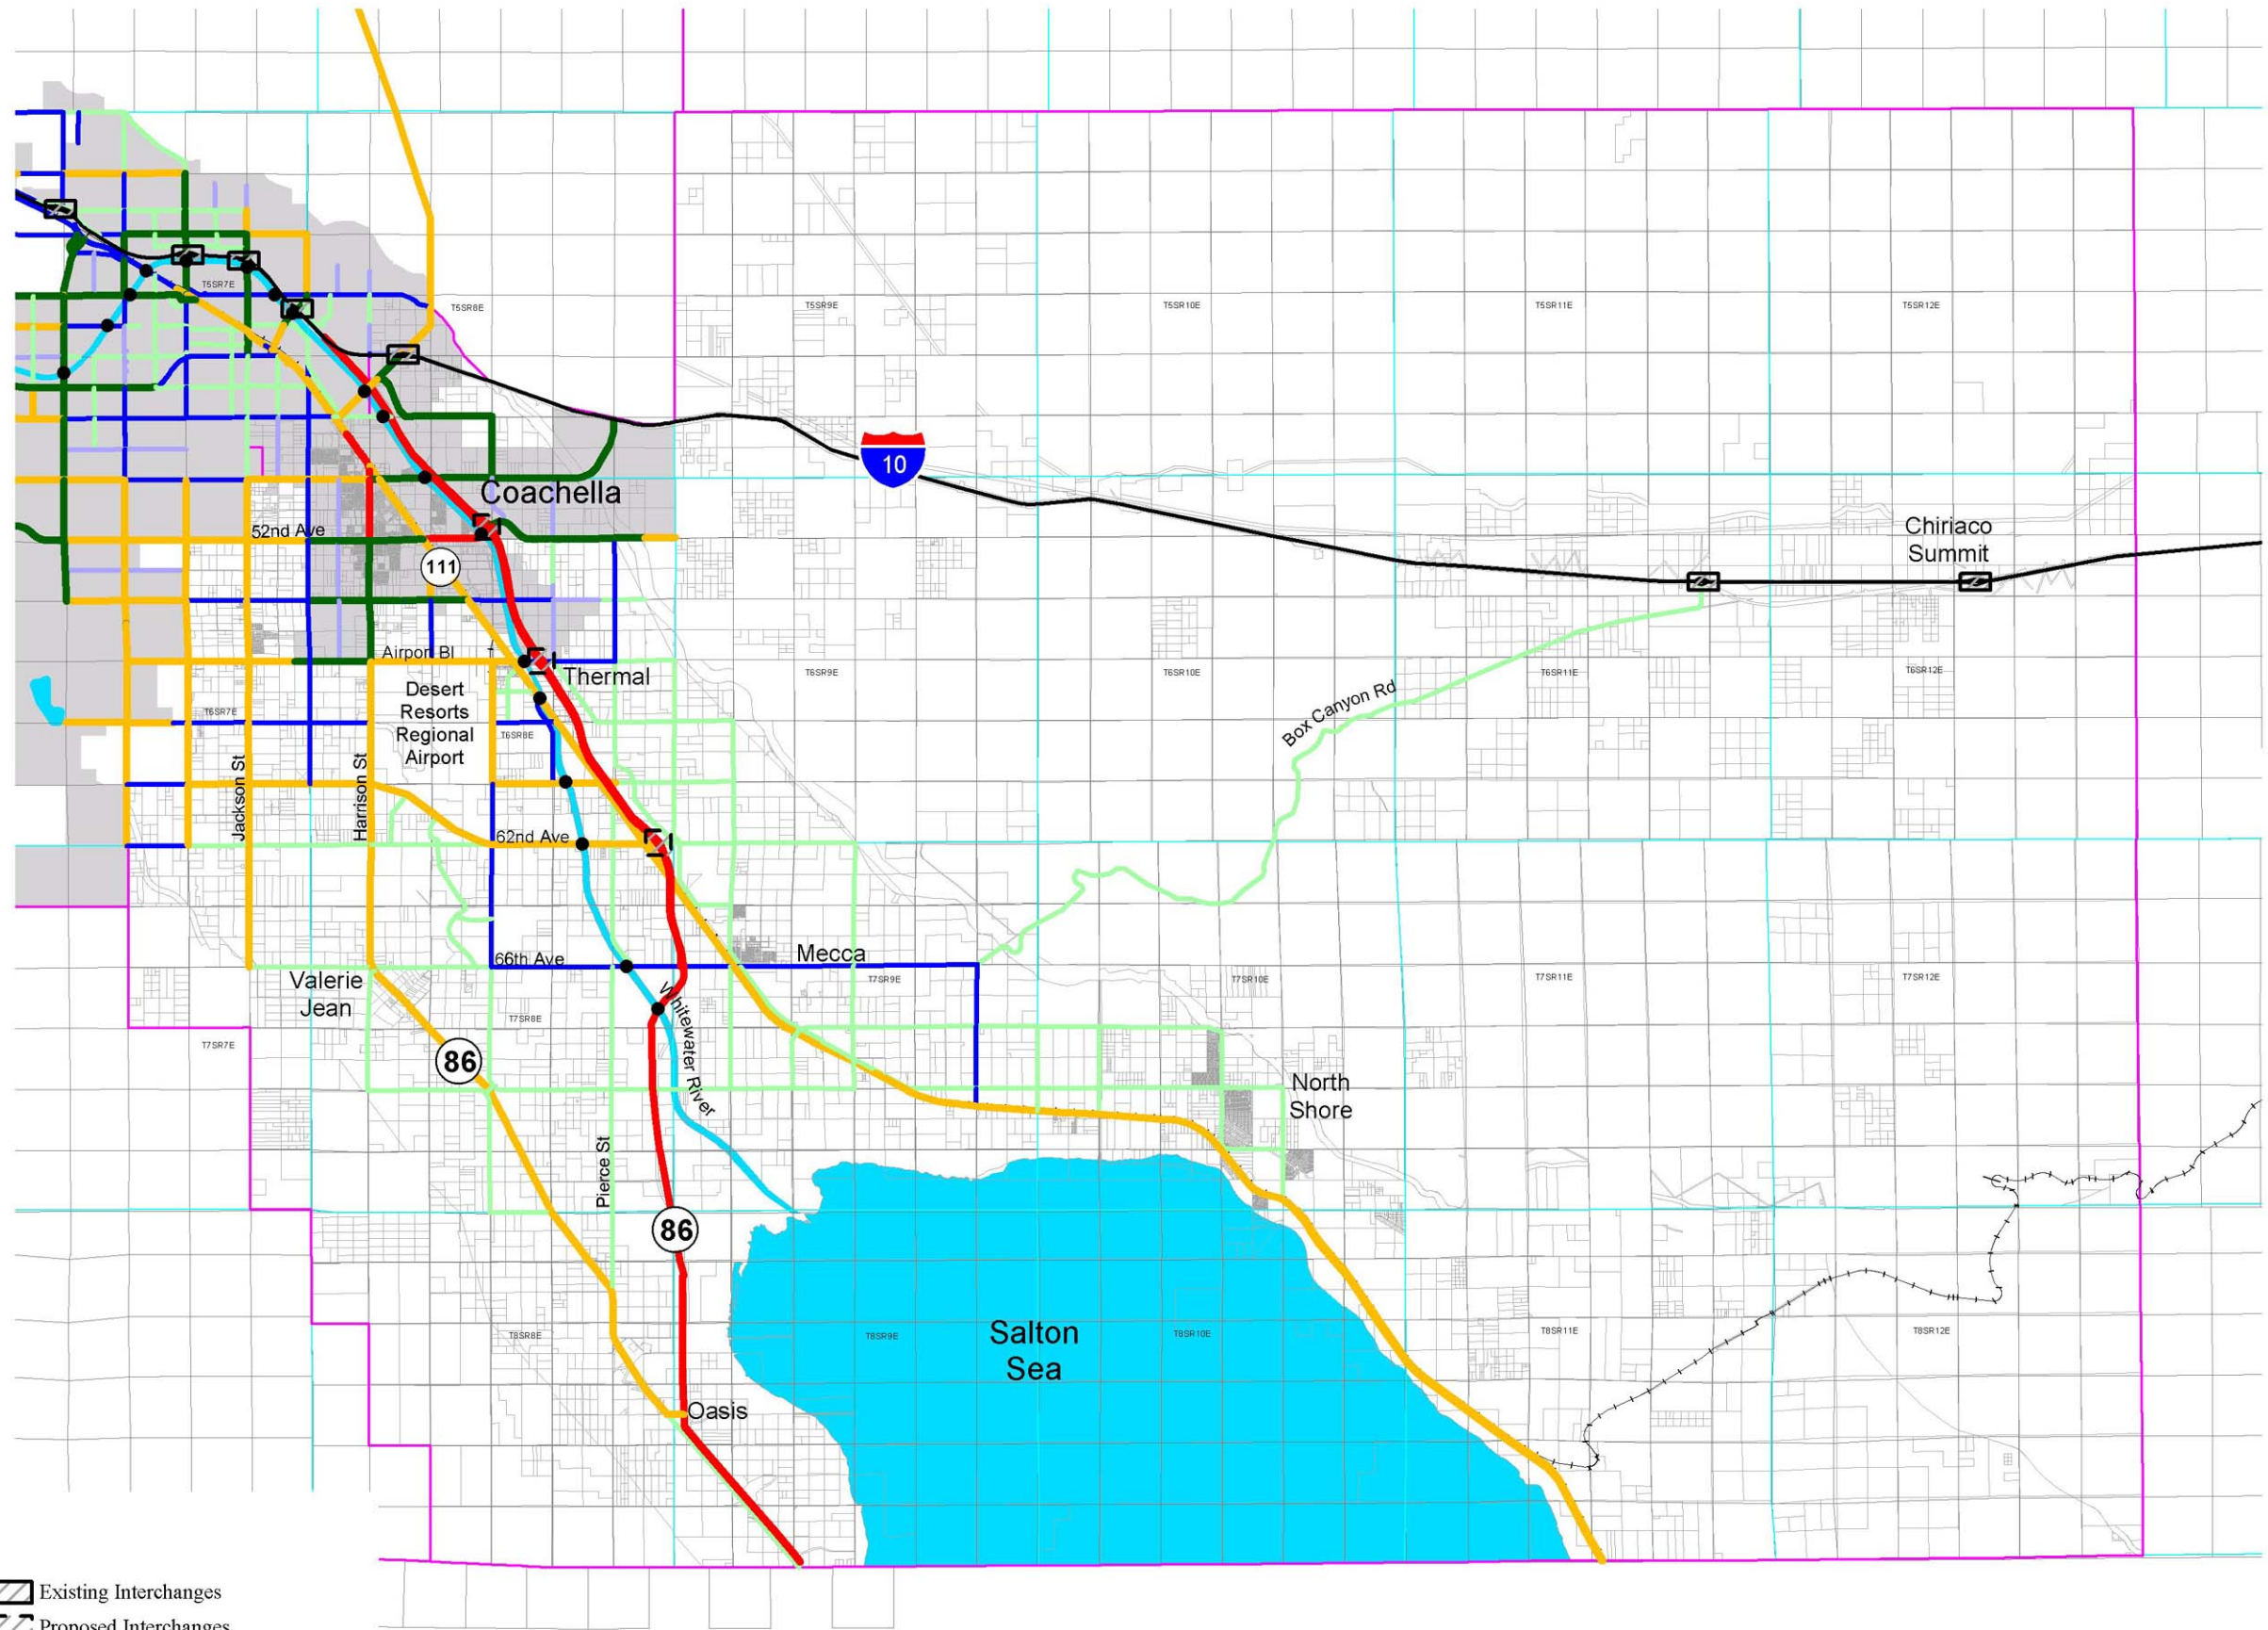 T5SR7E
T5SR8E
T5SR9E
T5SR10E
T5SR11E
T5SR12E
10
Coachella
52nd Ave
111
Chiriaco
Summit
Airport Bl
Thermal
Desert
Resorts
Regional
Airport
T6SR7E
T6SR8E
T6SR9E
T6SR10E
T6SR11E
T6SR12E
Box Canyon Rd
Jackson St
Harrison St
62nd Ave
66th Ave
Mecca
Valerie
Jean
T7SR7E
T7SR8E
T7SR9E
T7SR10E
T7SR11E
T7SR12E
Whitewater River
86
North
Shore
Pierce St
86
Salton
Sea
T8SR8E
T8SR9E
T8SR10E
T8SR11E
T8SR12E
Oasis
Existing Interchanges
Proposed Interchanges